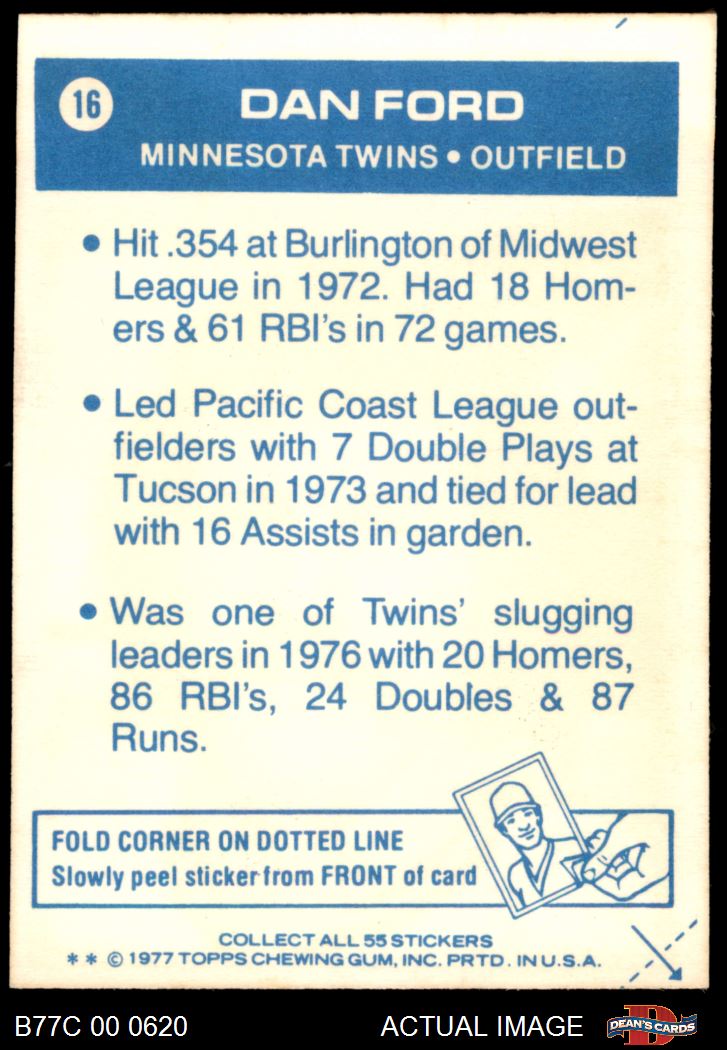 16
DAN FORD
MINNESOTA TWINS • OUTFIELD
• Hit .354 at Burlington of Midwest
League in 1972. Had 18 Hom-
ers & 61 RBI's in 72 games.
• Led Pacific Coast League out-
fielders with 7 Double Plays at
Tucson in 1973 and tied for lead
with 16 Assists in garden.
• Was one of Twins' slugging
leaders in 1976 with 20 Homers,
86 RBI's, 24 Doubles & 87
Runs.
FOLD CORNER ON DOTTED LINE
Slowly peel sticker from FRONT of card
COLLECT ALL 55 STICKERS
* * © 1977 TOPPS CHEWING GUM, INC. PRTD. IN U.S.A.
B77C 00 0620
ACTUAL IMAGE
D
DEAN'S CARDS